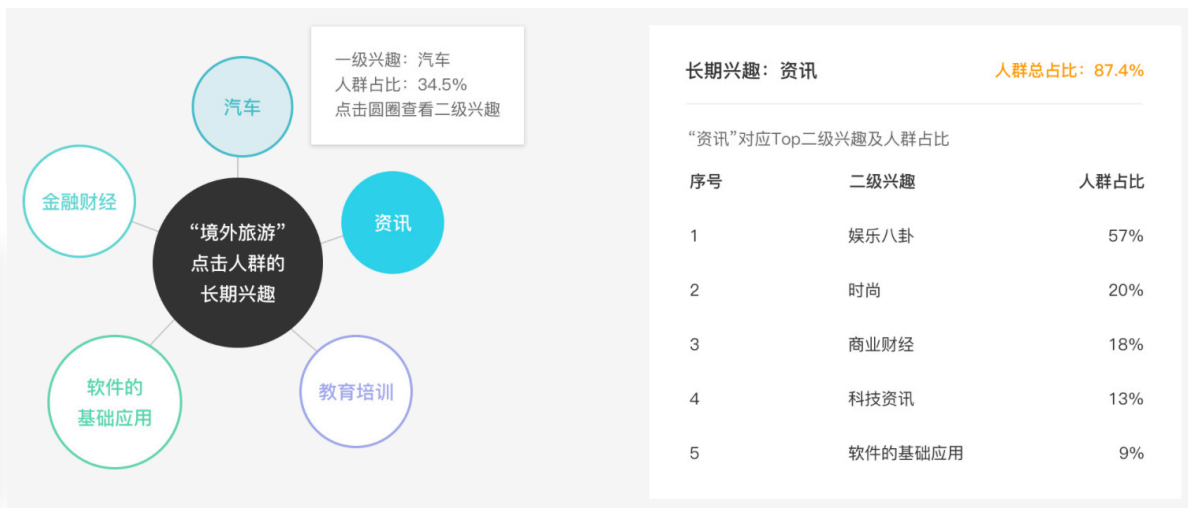 一级兴趣：汽车
人群占比：34.5%
点击圆圈查看二级兴趣
汽车
金融财经
资讯
“境外旅游”
点击人群的
长期兴趣
软件的
基础应用
教育培训
长期兴趣：资讯 人群总占比：87.4%
“资讯”对应Top二级兴趣及人群占比
序号 二级兴趣 人群占比
1 娱乐八卦 57%
2 时尚 20%
3 商业财经 18%
4 科技资讯 13%
5 软件的基础应用 9%